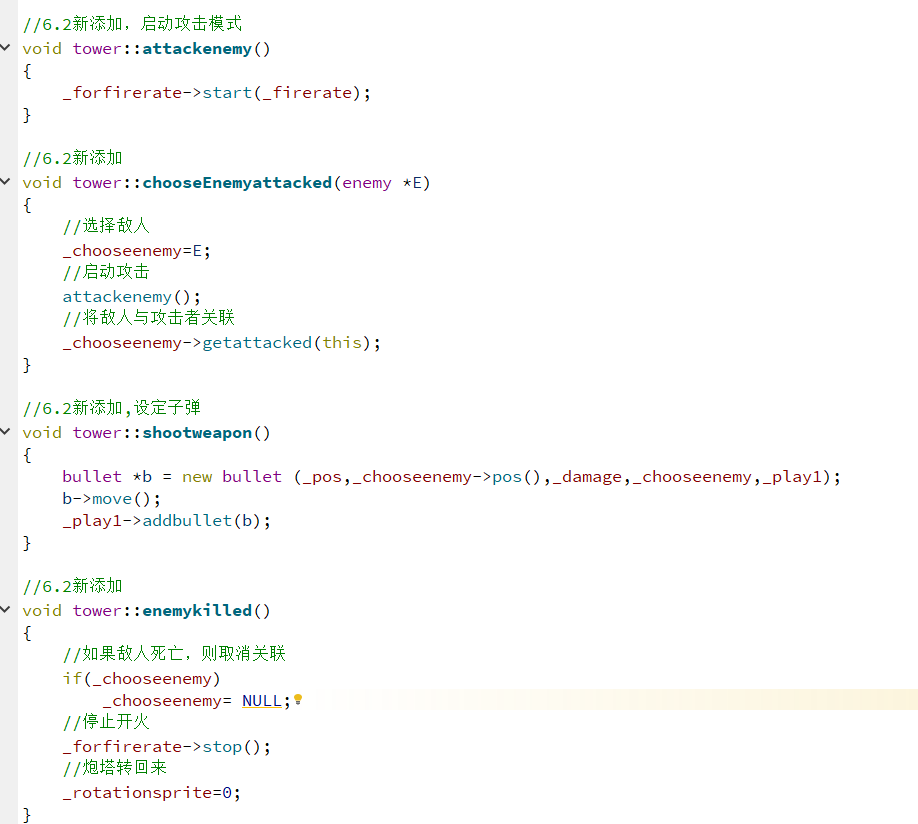 //6.2新添加，启动攻击模式
void tower::attackenemy()
{
    _forfirerate->start(_firerate);
}

//6.2新添加
void tower::chooseEnemyattacked(enemy *E)
{
    //选择敌人
    _chooseenemy=E;
    //启动攻击
    attackenemy();
    //将敌人与攻击者关联
    _chooseenemy->getattacked(this);
}

//6.2新添加,设定子弹
void tower::shootweapon()
{
    bullet *b = new bullet (_pos,_chooseenemy->pos(),_damage,_chooseenemy,_play1);
    b->move();
    _play1->addbullet(b);
}

//6.2新添加
void tower::enemykilled()
{
    //如果敌人死亡，则取消关联
    if(_chooseenemy)
        _chooseenemy= NULL;
    //停止开火
    _forfirerate->stop();
    //炮塔转回来
    _rotationsprite=0;
}